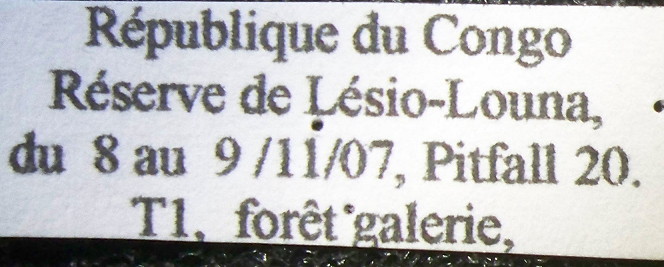 République du Congo
Réserve de Lésio-Louna,
du 8 au 9 /11/07, Pitfall 20.
T1, forêt galerie,